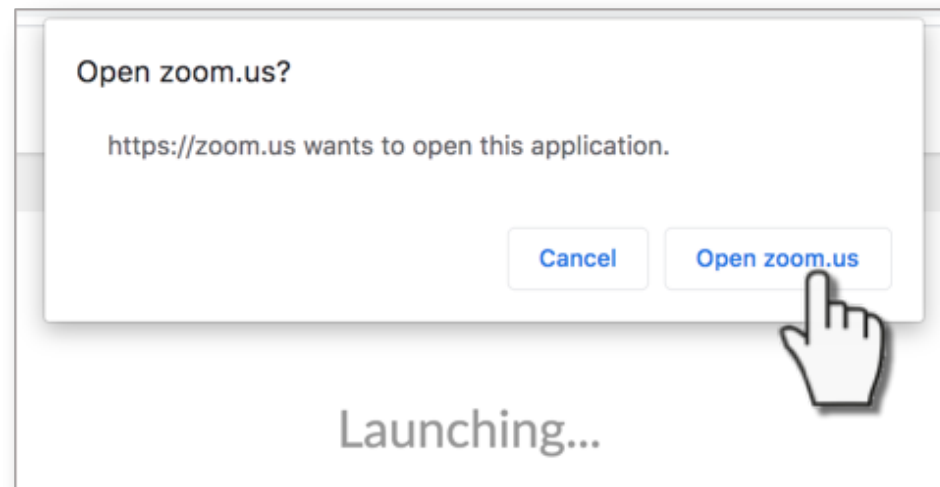 Open zoom.us?
https://zoom.us wants to open this application.
Cancel
Open zoom.us
Launching...